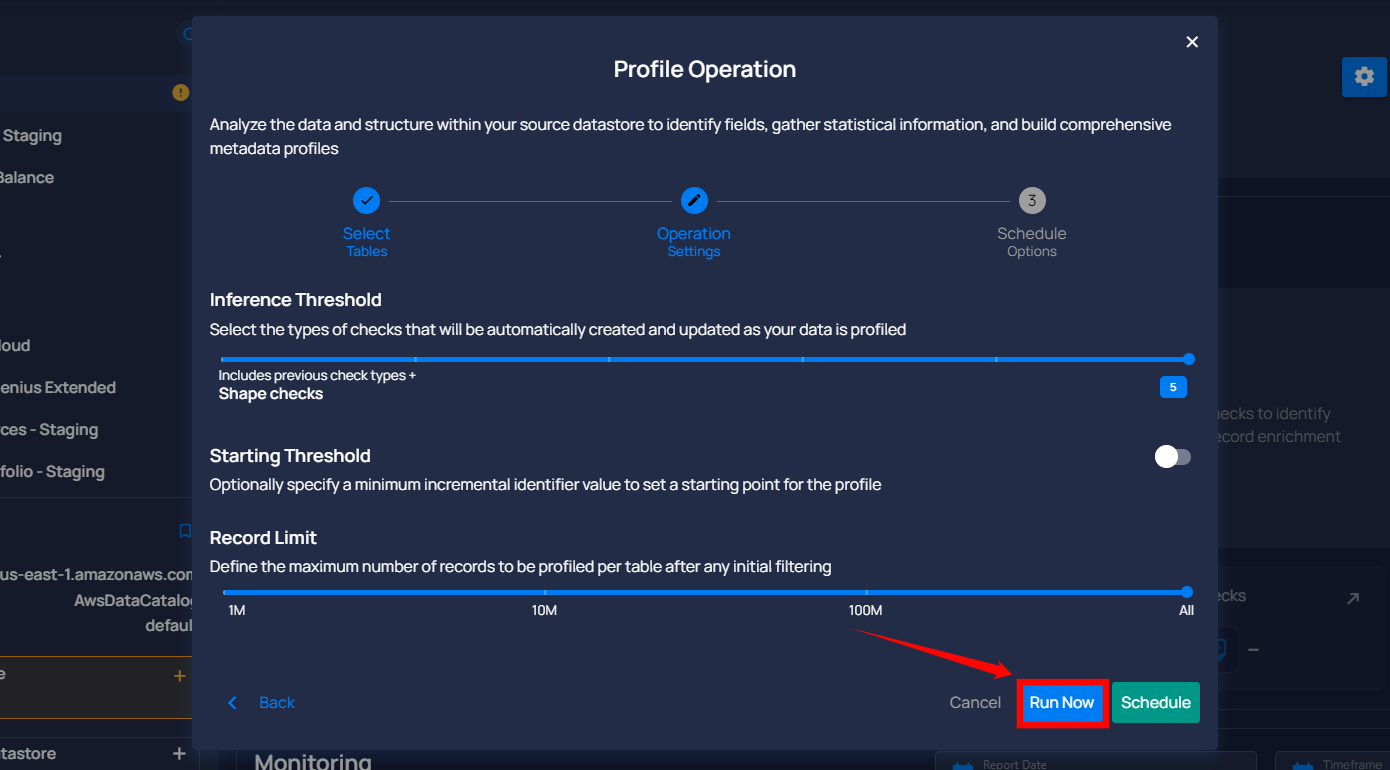 Profile Operation
Analyze the data and structure within your source datastore to identify fields, gather statistical information, and build comprehensive
metadata profiles
3
Select
Tables
Operation
Settings
Schedule
Options
Inference Threshold
Select the types of checks that will be automatically created and updated as your data is profiled
Includes previous check types +
Shape checks
5
Starting Threshold
Optionally specify a minimum incremental identifier value to set a starting point for the profile
Record Limit
Define the maximum number of records to be profiled per table after any initial filtering
1M
10M
100M
All
Back
Cancel
Run Now
Schedule
Staging
Balance
loud
enius Extended
ces - Staging
folio - Staging
us-east-1.amazonaws.com
AwsDataCatalog
defaul
e
tastore
Monitoring
Report Date
Timeframe
ecks to identify
ecord enrichment
ecks